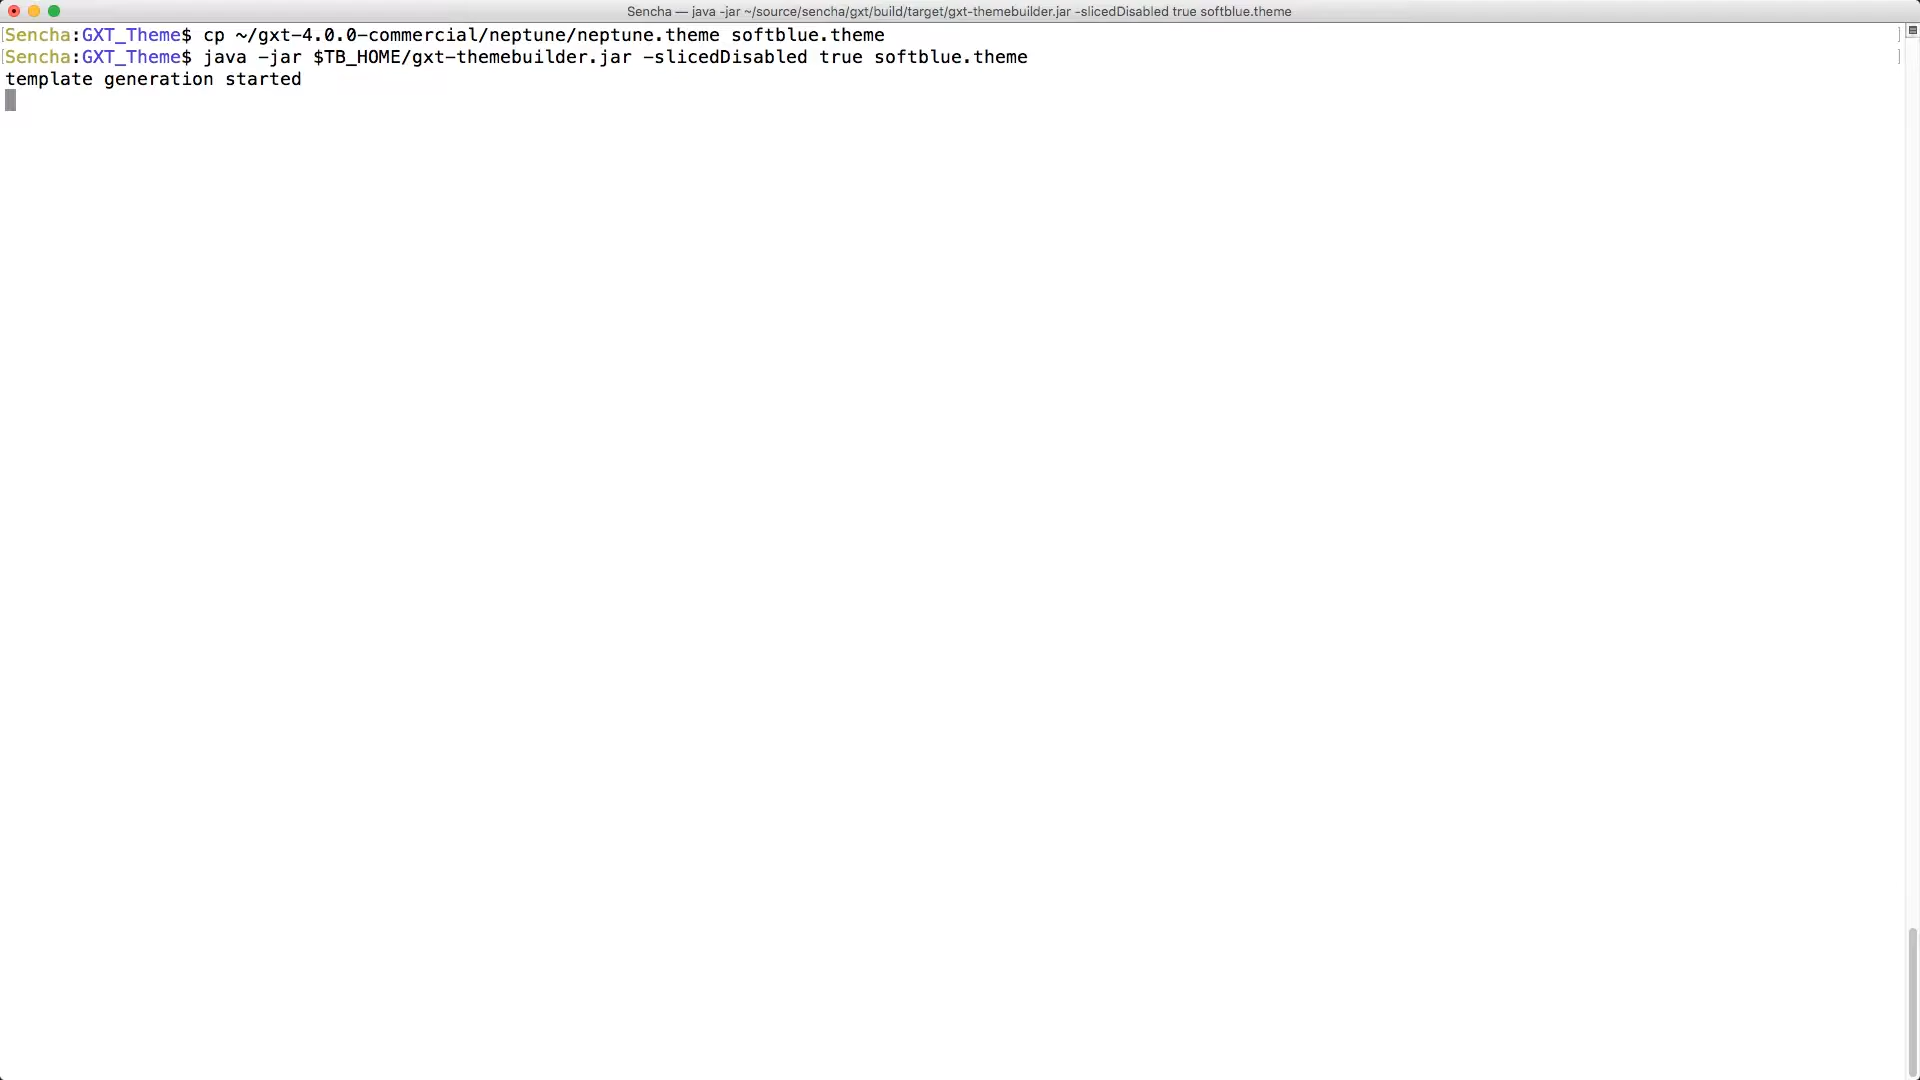 Sencha — java -jar ~/source/sencha/gxt/build/target/gxt-themebuilder.jar -slicedDisabled true softblue.theme
[Sencha:GXT_Theme$ cp ~/gxt-4.0.0-commercial/neptune/neptune.theme softblue.theme ]
[Sencha:GXT_Theme$ java -jar $TB_HOME/gxt-themebuilder.jar -slicedDisabled true softblue.theme ]
template generation started